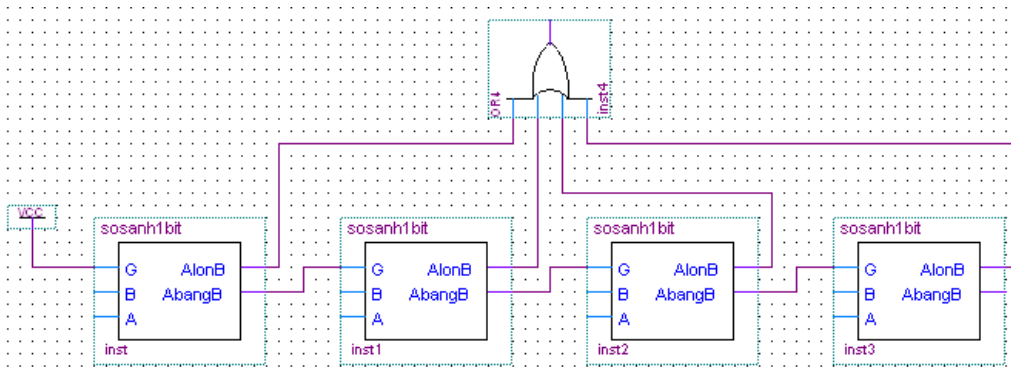 OR4
inst4
VCC
sosanh1bit
G AlonB
B AbangB
A
inst
sosanh1bit
G AlonB
B AbangB
A
inst1
sosanh1bit
G AlonB
B AbangB
A
inst2
sosanh1bit
G AlonB
B AbangB
A
inst3